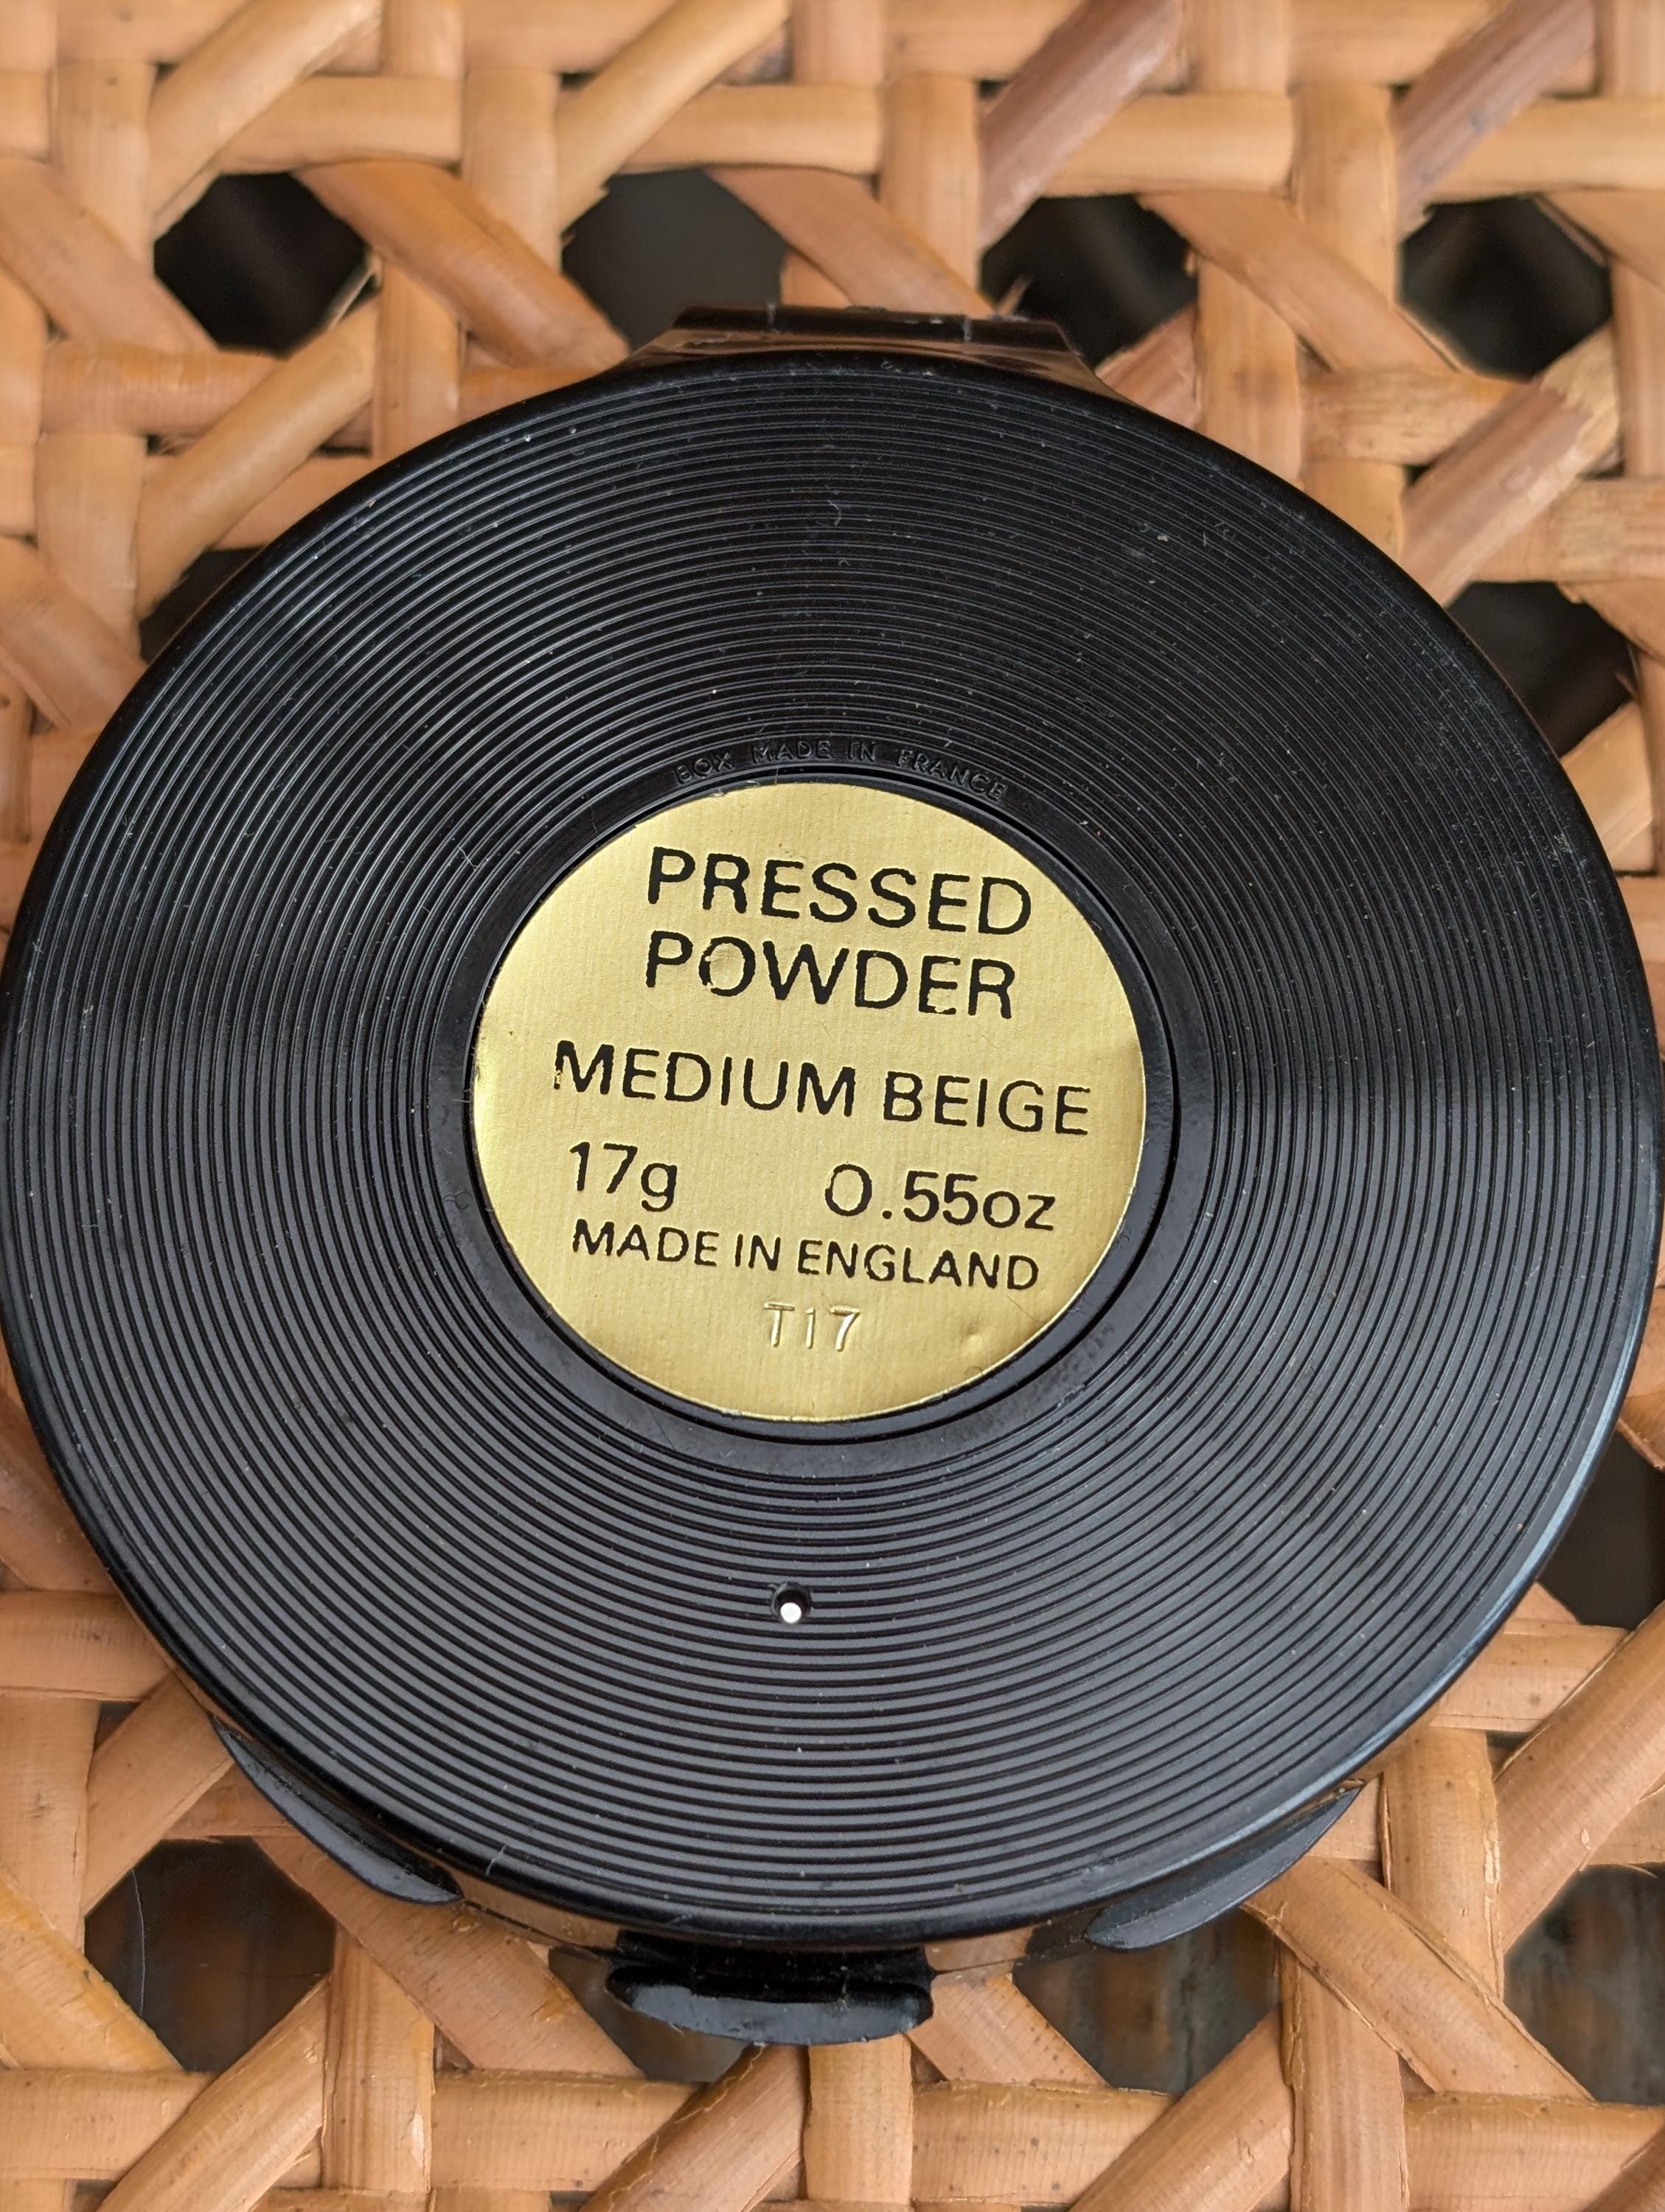 BOX MADE IN FRANCE
PRESSED
POWDER
MEDIUM BEIGE
17g 0.55oz
MADE IN ENGLAND
T17